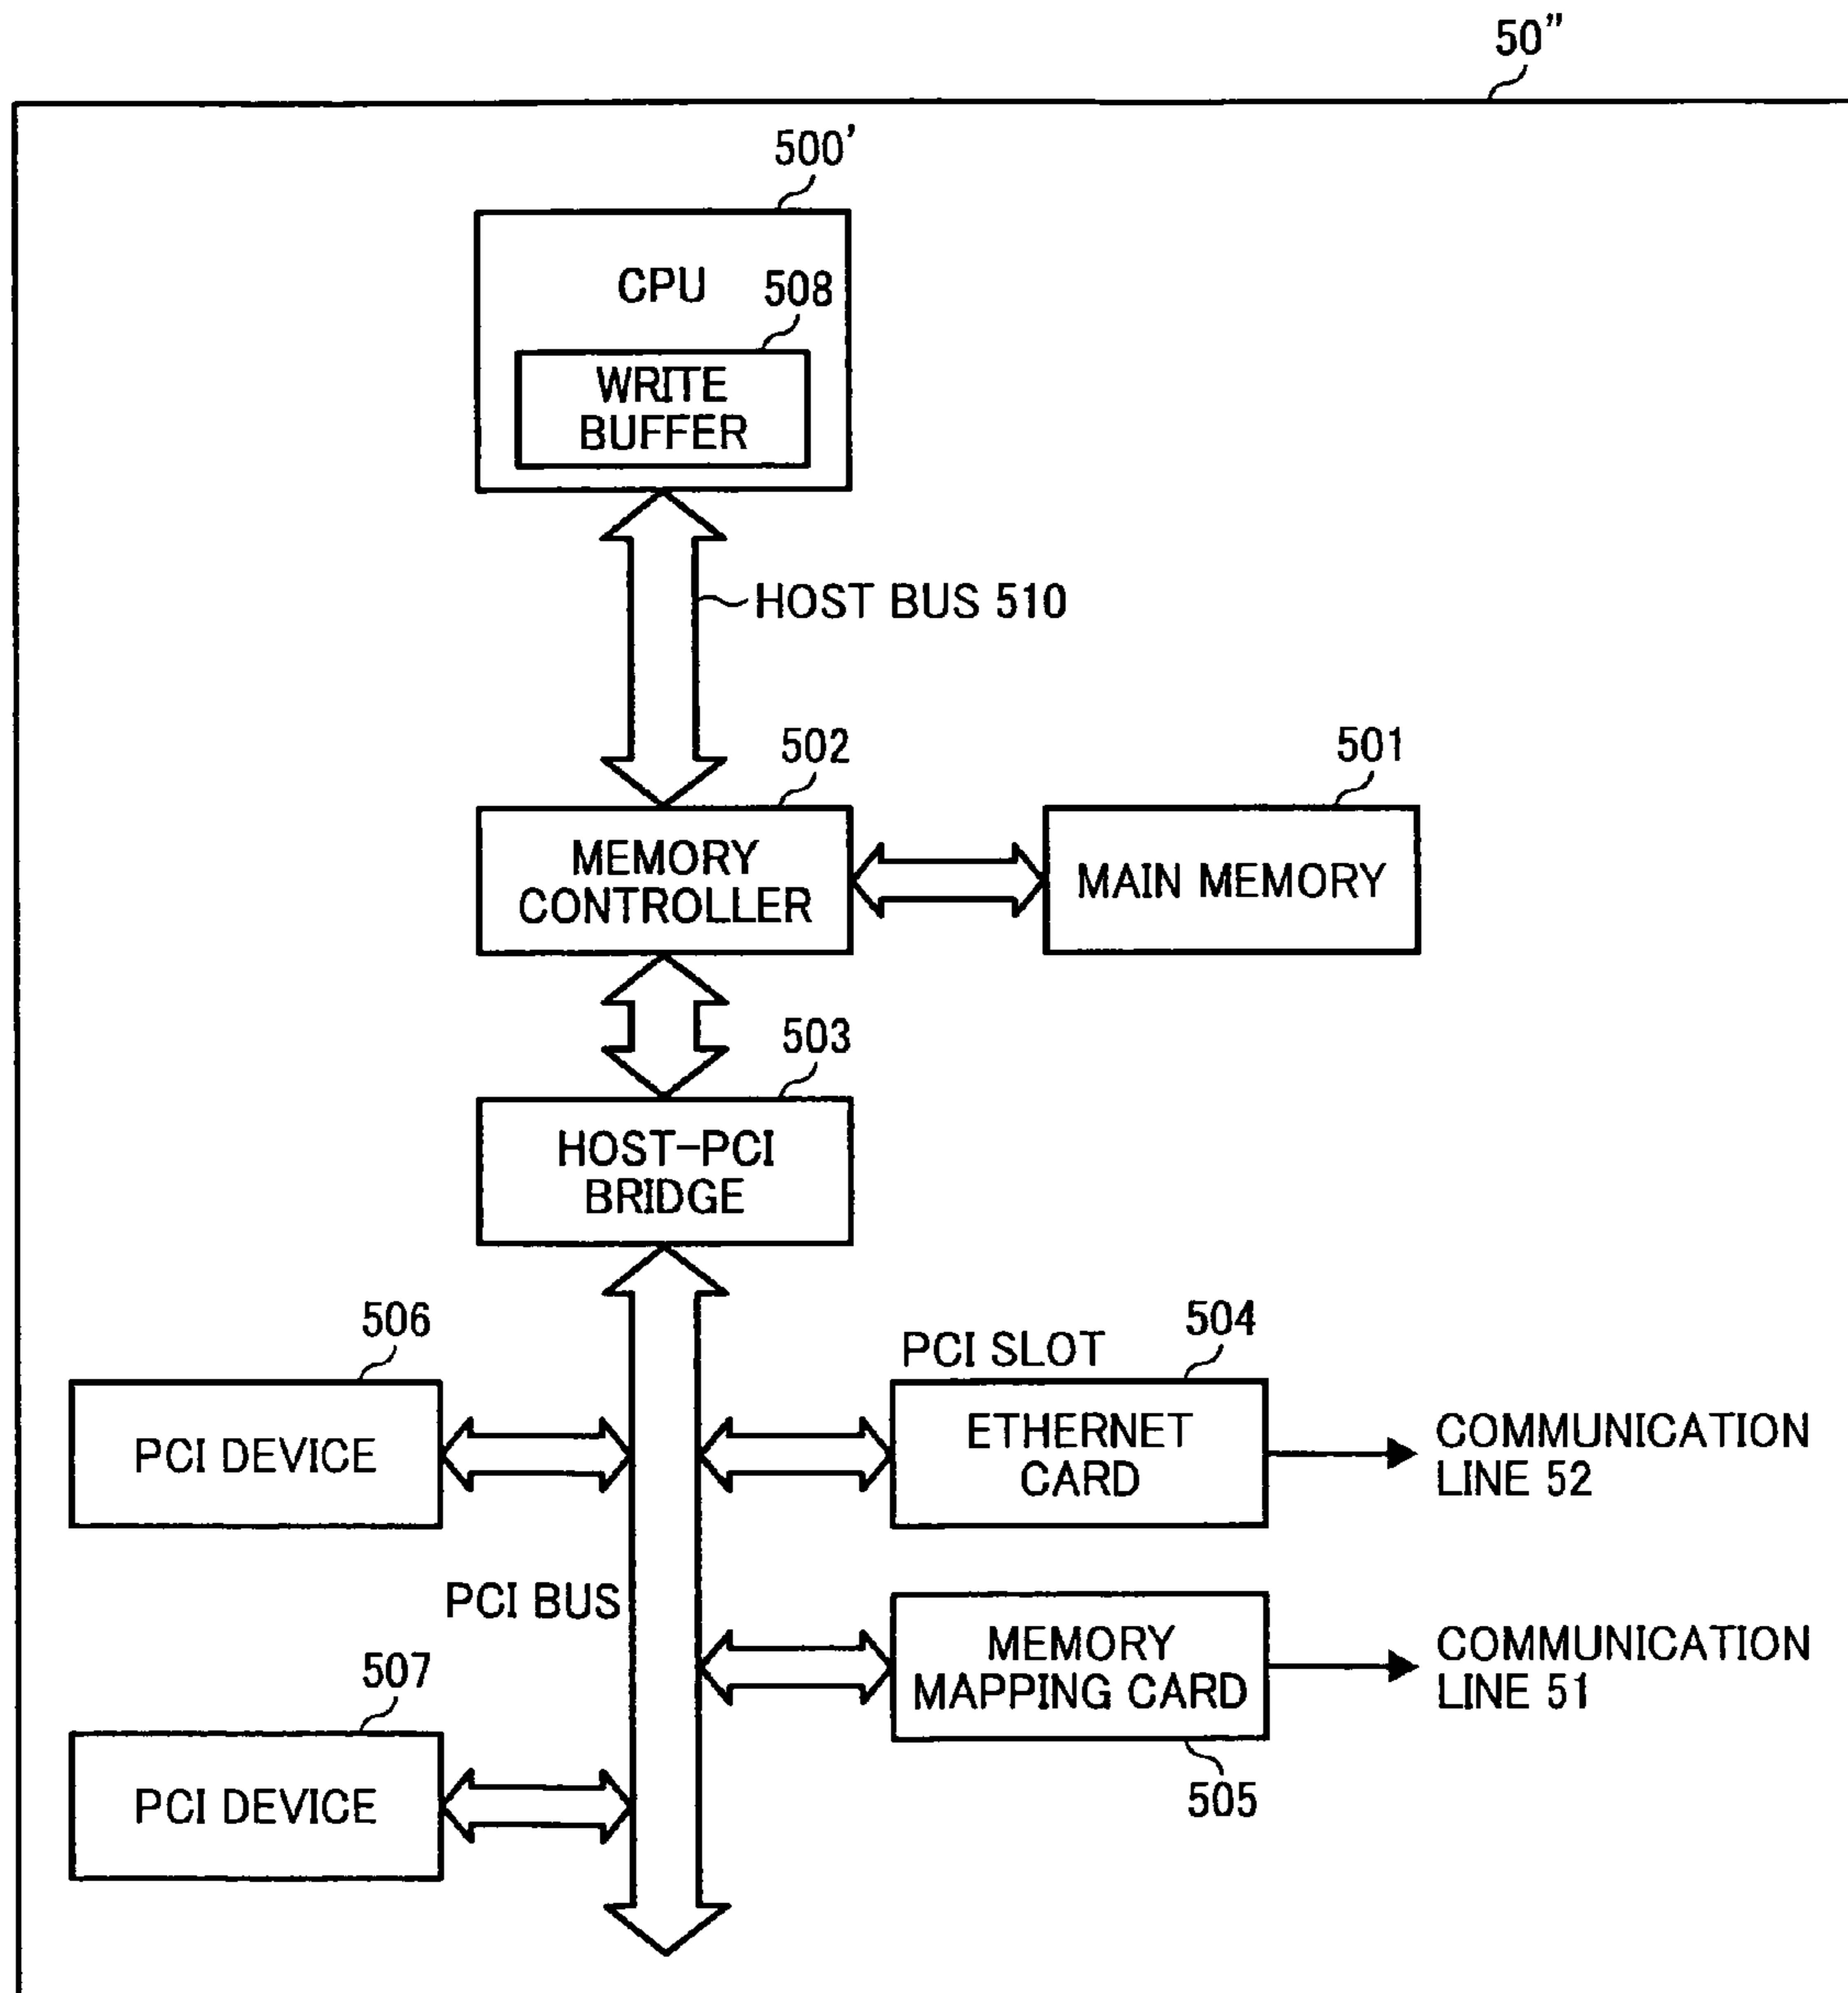 50"
500'
CPU
508
WRITE
BUFFER
HOST BUS 510
502
501
MEMORY
CONTROLLER
MAIN MEMORY
503
HOST-PCI
BRIDGE
506
PCI SLOT
504
PCI DEVICE
ETHERNET
CARD
COMMUNICATION
LINE 52
PCI BUS
507
MEMORY
MAPPING CARD
COMMUNICATION
LINE 51
505
PCI DEVICE